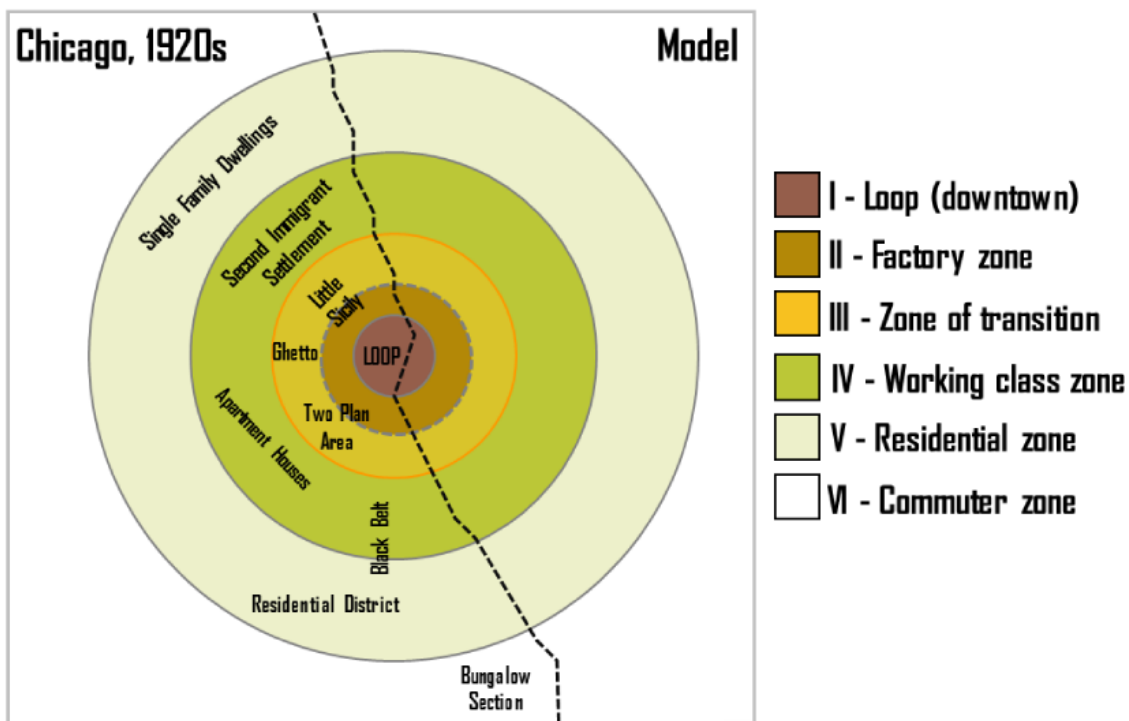 Chicago, 1920s
Model
Single Family Dwellings
Second Immigrant
Settlement
Little
Sicily
Ghetto
LOOP
Two Plan
Area
Apartment Houses
Black Belt
Residential District
Bungalow
Section
I - Loop (downtown)
II - Factory zone
III - Zone of transition
IV - Working class zone
V - Residential zone
VI - Commuter zone